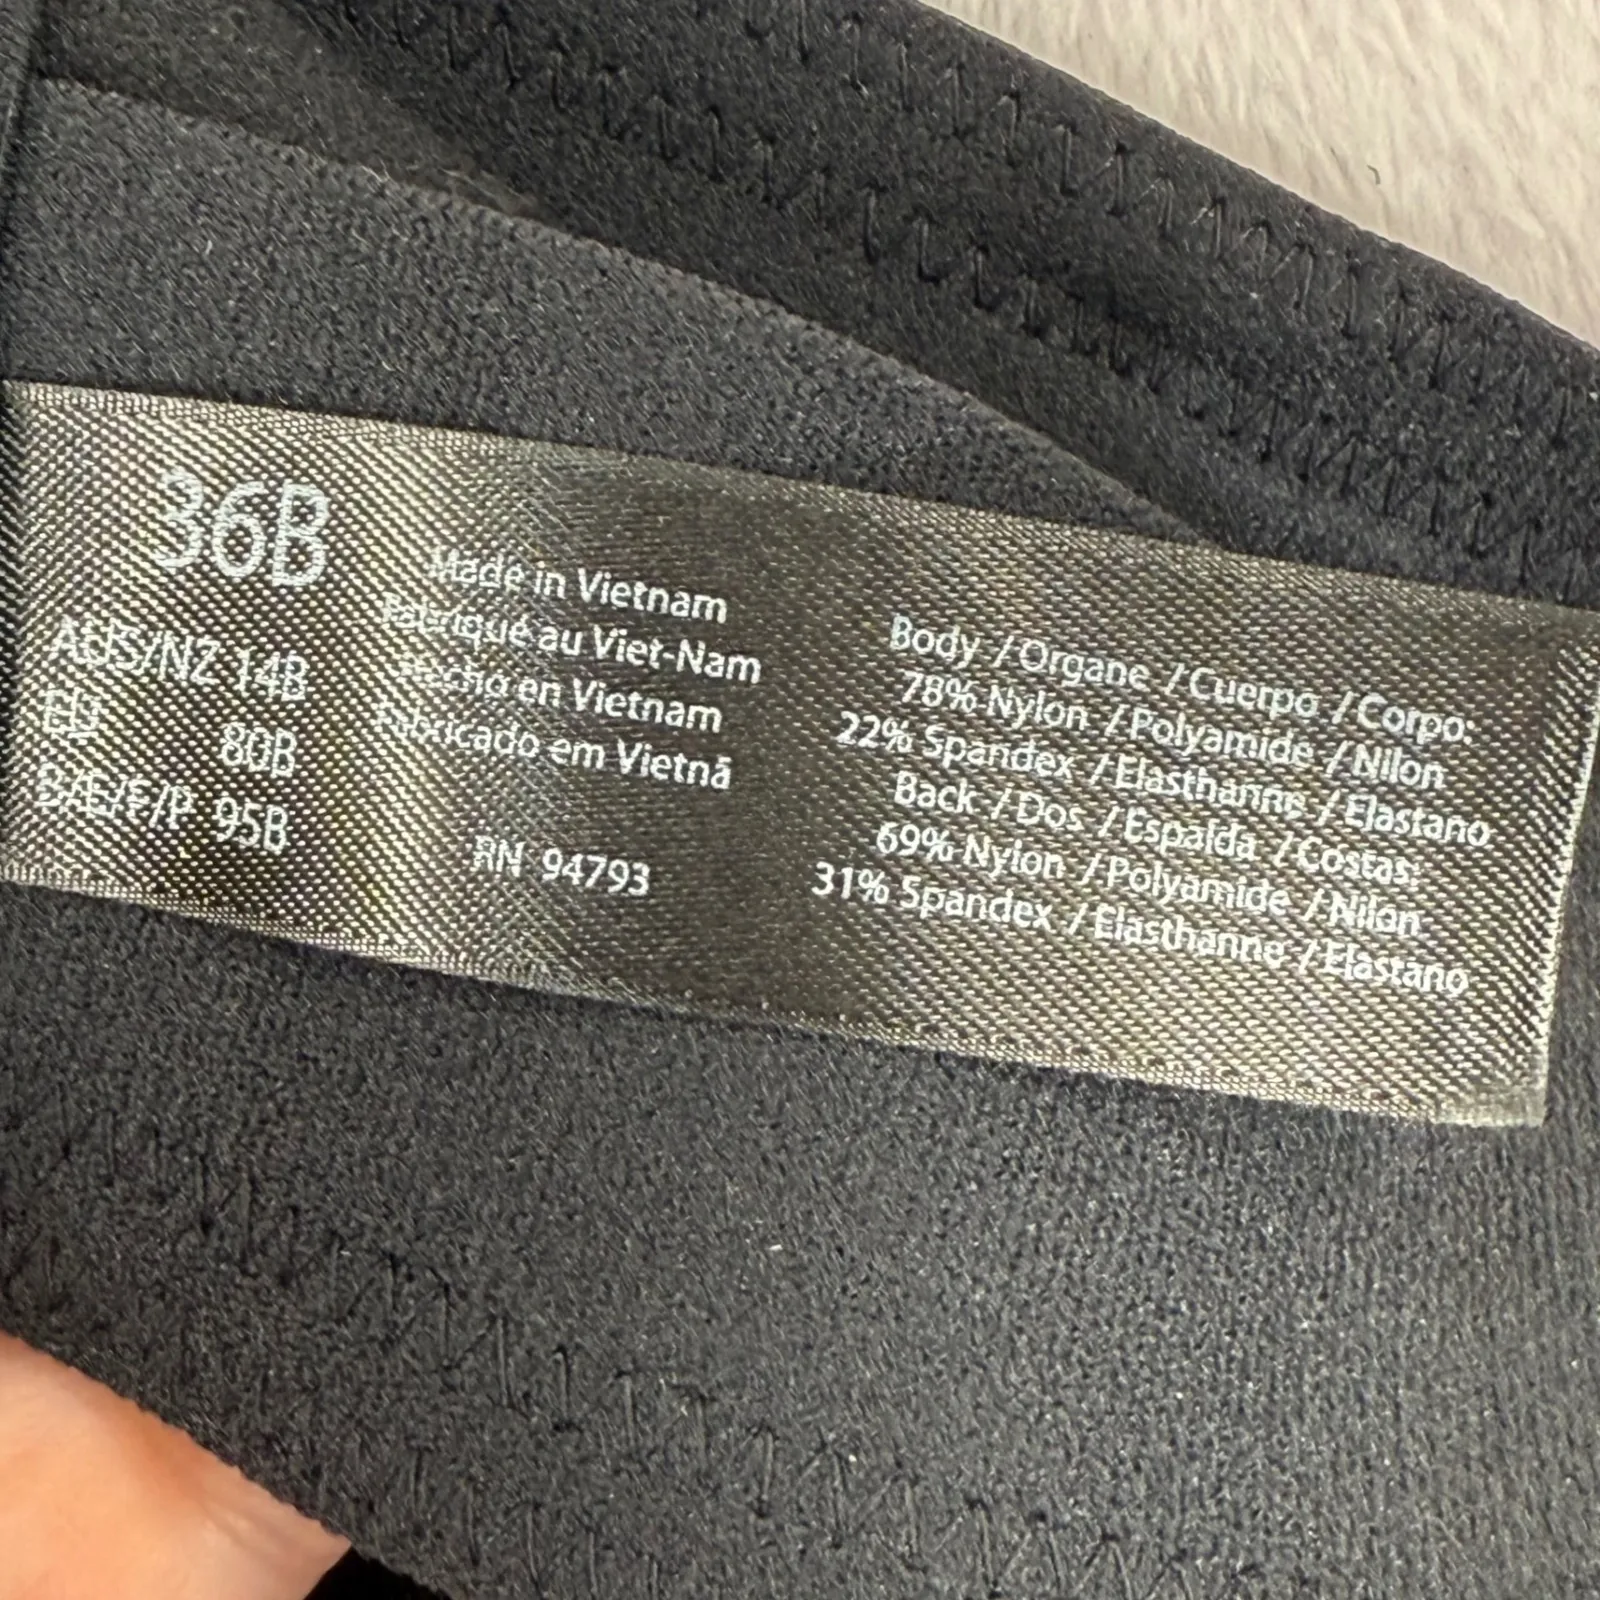 36B
AUS/NZ 14B
EU 80B
B/E/F/P 95B
Made in Vietnam
Fabriqué au Viet-Nam
Hecho en Vietnam
Fabricado em Vietnã
RN 94793
Body / Organe / Cuerpo / Corpo:
78% Nylon / Polyamide / Nilon
22% Spandex / Elasthanne / Elastano
Back / Dos / Espalda / Costas:
69% Nylon / Polyamide / Nilon
31% Spandex / Elasthanne / Elastano